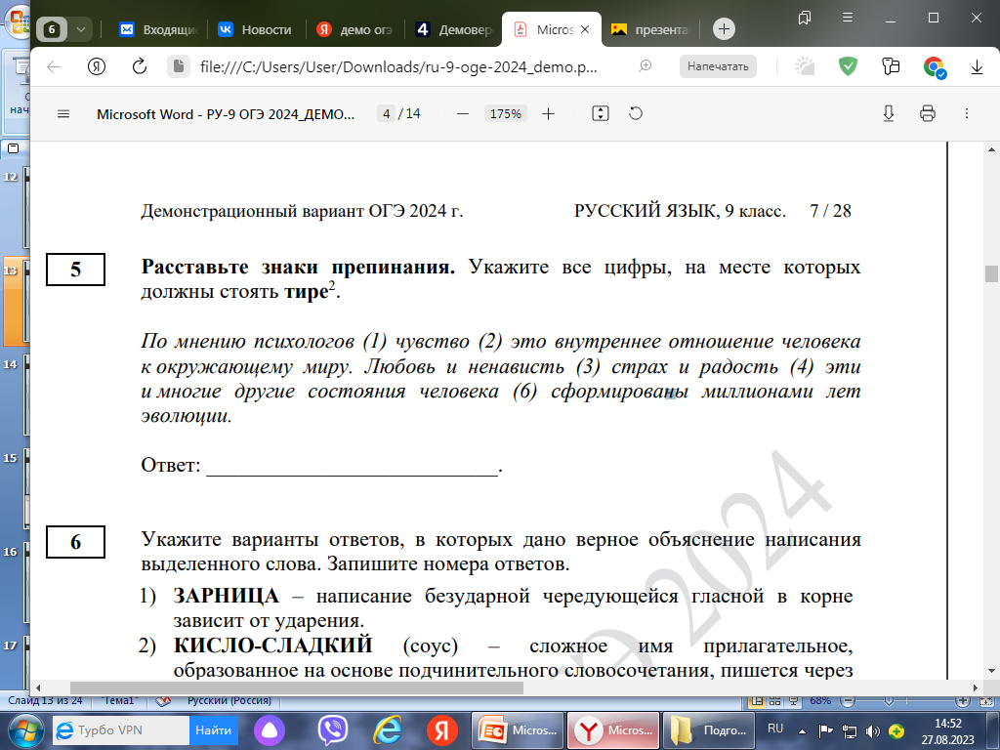 6
Входящи
Новости
демо огэ
Демовер
Micros
презента
file:///C:/Users/User/Downloads/ru-9-oge-2024_demo.p...
Напечатать
Microsoft Word - РУ-9 ОГЭ 2024_ДЕМО...
4 / 14
175%
нач
12
13
14
15
16
17
Демонстрационный вариант ОГЭ 2024 г. РУССКИЙ ЯЗЫК, 9 класс. 7 / 28
5
Расставьте знаки препинания. Укажите все цифры, на месте которых
должны стоять тире2.
По мнению психологов (1) чувство (2) это внутреннее отношение человека
к окружающему миру. Любовь и ненависть (3) страх и радость (4) эти
и многие другие состояния человека (6) сформированы миллионами лет
эволюции.
Ответ: ___________________________.
6
Укажите варианты ответов, в которых дано верное объяснение написания
выделенного слова. Запишите номера ответов.
1) ЗАРНИЦА – написание безударной чередующейся гласной в корне
зависит от ударения.
2) КИСЛО-СЛАДКИЙ (соус) – сложное имя прилагательное,
образованное на основе подчинительного словосочетания, пишется через
ГЭ 2024
Слайд 13 из 24
"Тема1"
Русский (Россия)
68%
Турбо VPN
Найти
Micros...
Micros...
Подго...
RU
14:52
27.08.2023